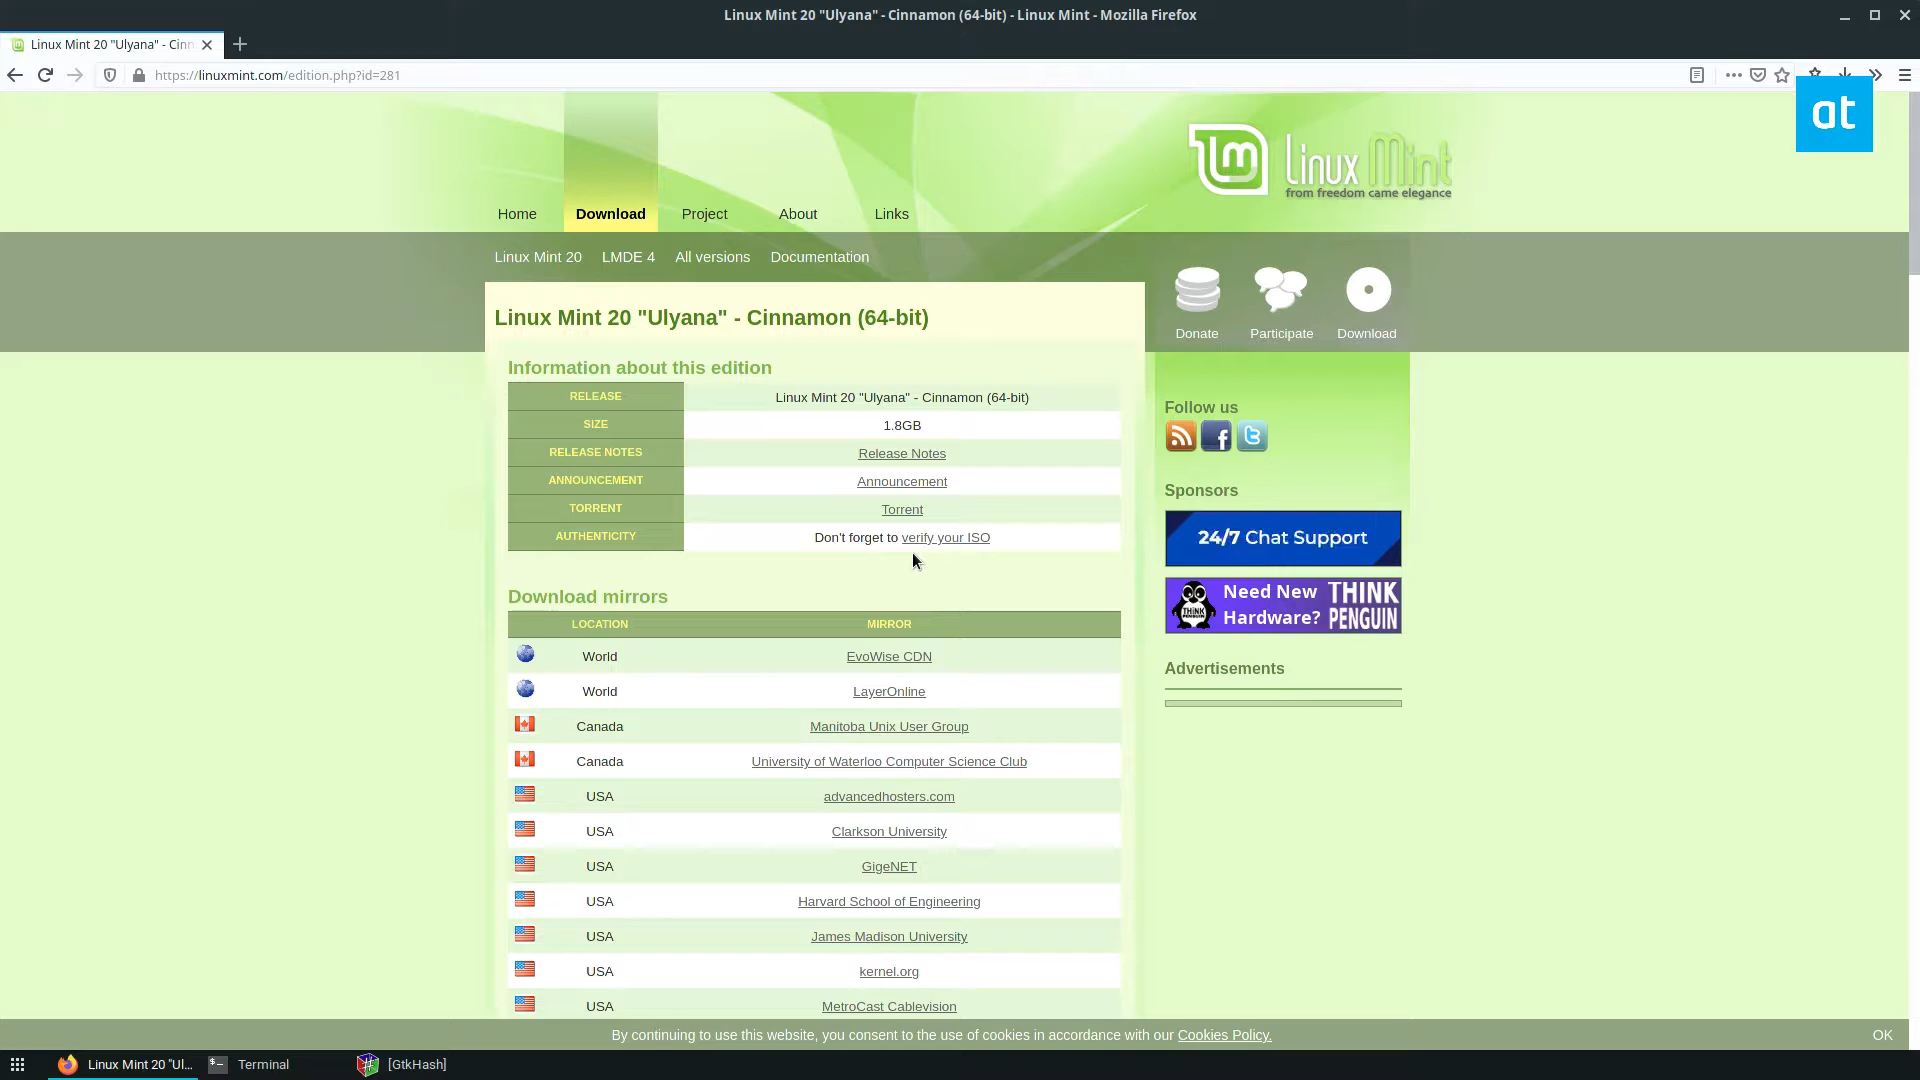 Linux Mint 20 "Ulyana" - Cinnamon (64-bit) - Linux Mint - Mozilla Firefox
Linux Mint 20 "Ulyana" - Cinn
https://linuxmint.com/edition.php?id=281
at
Linux Mint
from freedom came elegance
Home Download Project About Links
Linux Mint 20 LMDE 4 All versions Documentation
Donate Participate Download
Linux Mint 20 "Ulyana" - Cinnamon (64-bit)
Information about this edition
RELEASE Linux Mint 20 "Ulyana" - Cinnamon (64-bit)
SIZE 1.8GB
RELEASE NOTES Release Notes
ANNOUNCEMENT Announcement
TORRENT Torrent
AUTHENTICITY Don't forget to verify your ISO
Download mirrors
LOCATION MIRROR
World EvoWise CDN
World LayerOnline
Canada Manitoba Unix User Group
Canada University of Waterloo Computer Science Club
USA advancedhosters.com
USA Clarkson University
USA GigeNET
USA Harvard School of Engineering
USA James Madison University
USA kernel.org
USA MetroCast Cablevision
Follow us
Sponsors
24/7 Chat Support
THiNK PENGUIN
Need New Hardware?
THINK PENGUIN
Advertisements
By continuing to use this website, you consent to the use of cookies in accordance with our Cookies Policy.
OK
Linux Mint 20 "Ul... Terminal [GtkHash]